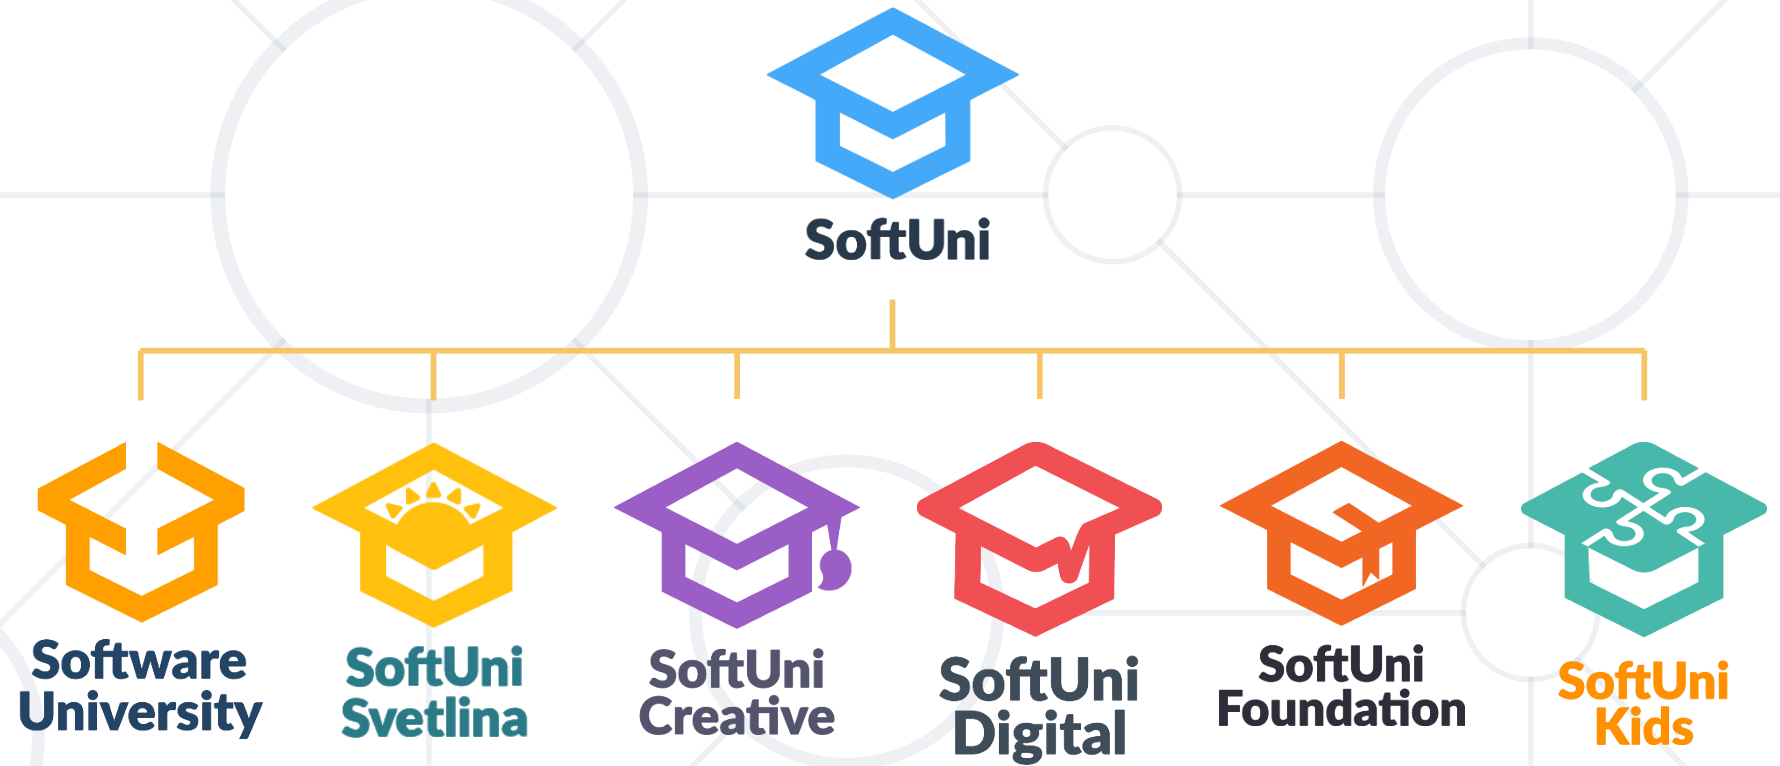 SoftUni
Software
University
SoftUni
Svetlina
SoftUni
Creative
SoftUni
Digital
SoftUni
Foundation
SoftUni
Kids